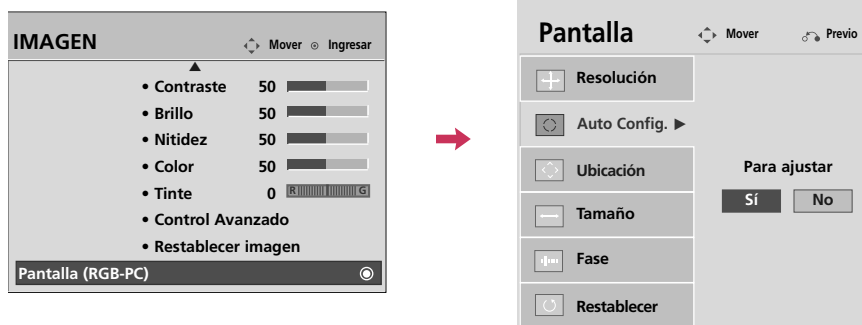 IMAGEN Mover Ingresar
• Contraste 50
• Brillo 50
• Nitidez 50
• Color 50
• Tinte 0 R G
• Control Avanzado
• Restablecer imagen
Pantalla (RGB-PC)
Pantalla Mover Previo
Resolución
Auto Config. ►
Ubicación
Tamaño
Fase
Restablecer
Para ajustar
Sí No